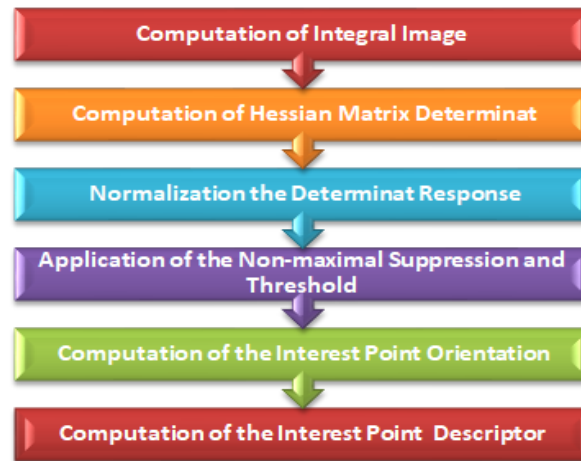 Computation of Integral Image
Computation of Hessian Matrix Determinat
Normalization the Determinat Response
Application of the Non-maximal Suppression and
Threshold
Computation of the Interest Point Orientation
Computation of the Interest Point Descriptor